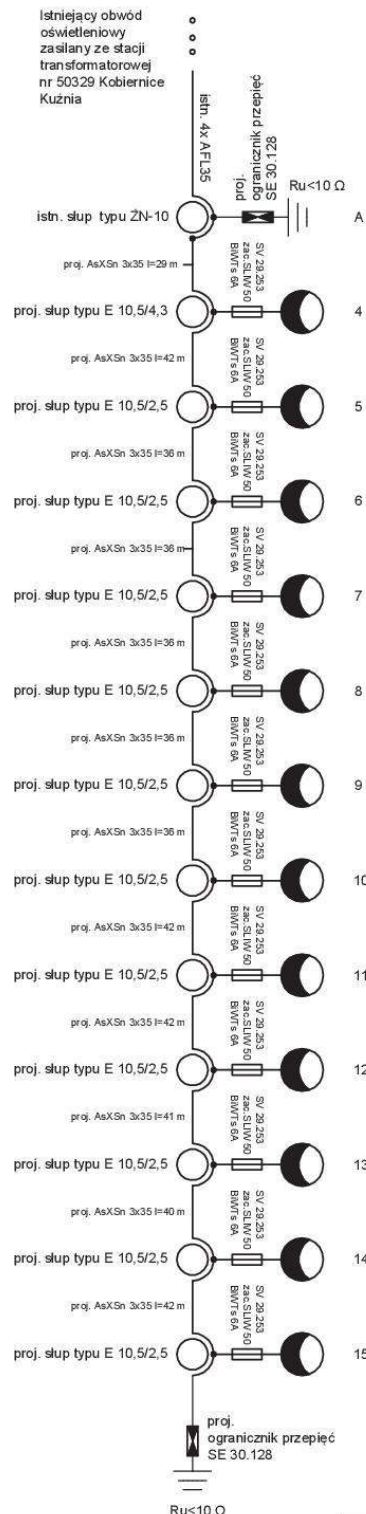 Istniejący obwód
oświetleniowy
zasilany ze stacji
transformatorowej
nr 50329 Kobiernice
Kuźnia
istn. 4x AFL35
proj.
ogranicznik przepięć
SE 30.128
Ru<10 Ω
istn. słup typu ŻN-10
A
proj. AsXSn 3x35 l=29 m
SV 29.253
zac.SLIW 50
BiWTs 6A
proj. słup typu E 10,5/4,3
4
proj. AsXSn 3x35 l=42 m
SV 29.253
zac.SLIW 50
BiWTs 6A
proj. słup typu E 10,5/2,5
5
proj. AsXSn 3x35 l=36 m
SV 29.253
zac.SLIW 50
BiWTs 6A
proj. słup typu E 10,5/2,5
6
proj. AsXSn 3x35 l=36 m
SV 29.253
zac.SLIW 50
BiWTs 6A
proj. słup typu E 10,5/2,5
7
proj. AsXSn 3x35 l=36 m
SV 29.253
zac.SLIW 50
BiWTs 6A
proj. słup typu E 10,5/2,5
8
proj. AsXSn 3x35 l=36 m
SV 29.253
zac.SLIW 50
BiWTs 6A
proj. słup typu E 10,5/2,5
9
proj. AsXSn 3x35 l=36 m
SV 29.253
zac.SLIW 50
BiWTs 6A
proj. słup typu E 10,5/2,5
10
proj. AsXSn 3x35 l=42 m
SV 29.253
zac.SLIW 50
BiWTs 6A
proj. słup typu E 10,5/2,5
11
proj. AsXSn 3x35 l=42 m
SV 29.253
zac.SLIW 50
BiWTs 6A
proj. słup typu E 10,5/2,5
12
proj. AsXSn 3x35 l=41 m
SV 29.253
zac.SLIW 50
BiWTs 6A
proj. słup typu E 10,5/2,5
13
proj. AsXSn 3x35 l=40 m
SV 29.253
zac.SLIW 50
BiWTs 6A
proj. słup typu E 10,5/2,5
14
proj. AsXSn 3x35 l=42 m
SV 29.253
zac.SLIW 50
BiWTs 6A
proj. słup typu E 10,5/2,5
15
proj.
ogranicznik przepięć
SE 30.128
Ru<10 Ω